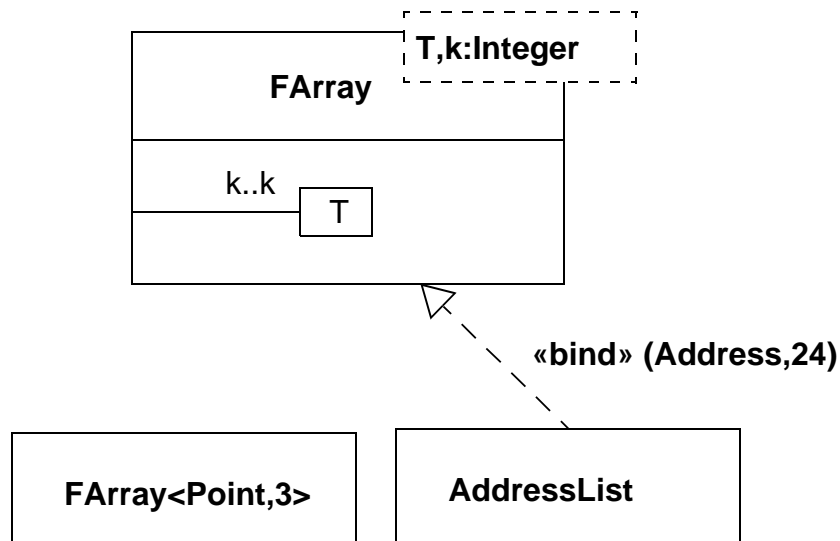 T,k:Integer
FArray
k..k
T
«bind» (Address,24)
FArray<Point,3>
AddressList